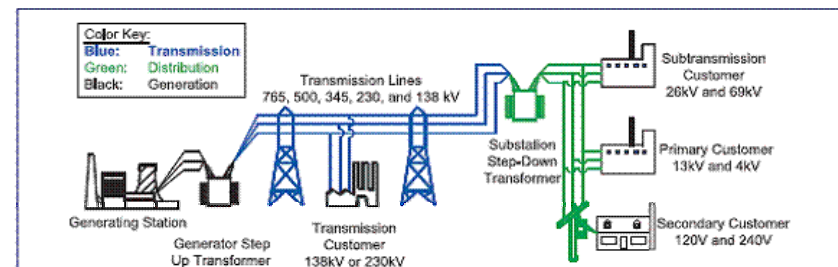 Color Key:
Blue: Transmission
Green: Distribution
Black: Generation
Transmission Lines
765, 500, 345, 230, and 138 kV
Subtransmission
Customer
26kV and 69kV
Substation
Step-Down
Transformer
Primary Customer
13kV and 4kV
Generating Station
Generator Step
Up Transformer
Transmission
Customer
138kV or 230kV
Secondary Customer
120V and 240V